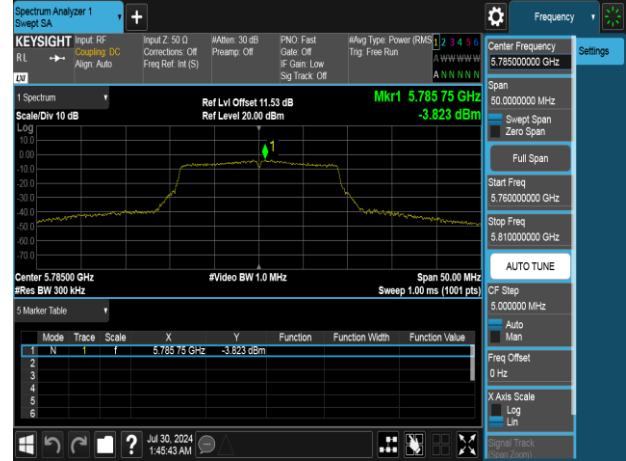 Spectrum Analyzer 1
Swept SA
+
Frequency
KEYSIGHT
RL
LXI
Input: RF
Coupling: DC
Align: Auto
Input Z: 50 Ω
Corrections: Off
Freq Ref: Int (S)
#Atten: 30 dB
Preamp: Off
PNO: Fast
Gate: Off
IF Gain: Low
Sig Track: Off
#Avg Type: Power (RMS
Trig: Free Run
1 2 3 4 5 6
A W W W W W
A N N N N N
1 Spectrum
Scale/Div 10 dB
Ref Lvl Offset 11.53 dB
Ref Level 20.00 dBm
Mkr1 5.785 75 GHz
-3.823 dBm
Log
10.0
0.00
-10.0
-20.0
-30.0
-40.0
-50.0
-60.0
-70.0
1
Center 5.78500 GHz
#Res BW 300 kHz
#Video BW 1.0 MHz
Span 50.00 MHz
Sweep 1.00 ms (1001 pts)
5 Marker Table
Mode Trace Scale X Y Function Function Width Function Value
1 N 1 f 5.785 75 GHz -3.823 dBm
2
3
4
5
6
?
Jul 30, 2024
1:45:43 AM
Center Frequency
5.785000000 GHz
Settings
Span
50.0000000 MHz
Swept Span
Zero Span
Full Span
Start Freq
5.760000000 GHz
Stop Freq
5.810000000 GHz
AUTO TUNE
CF Step
5.000000 MHz
Auto
Man
Freq Offset
0 Hz
X Axis Scale
Log
Lin
Signal Track
(Span Zoom)